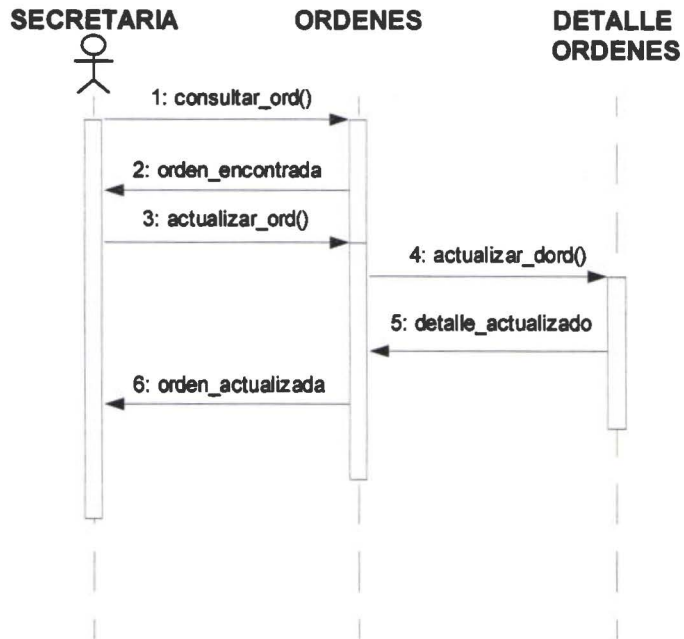 SECRETARIA
ORDENES
DETALLE
ORDENES
1: consultar_ord()
2: orden_encontrada
3: actualizar_ord()
4: actualizar_dord()
5: detalle_actualizado
6: orden_actualizada